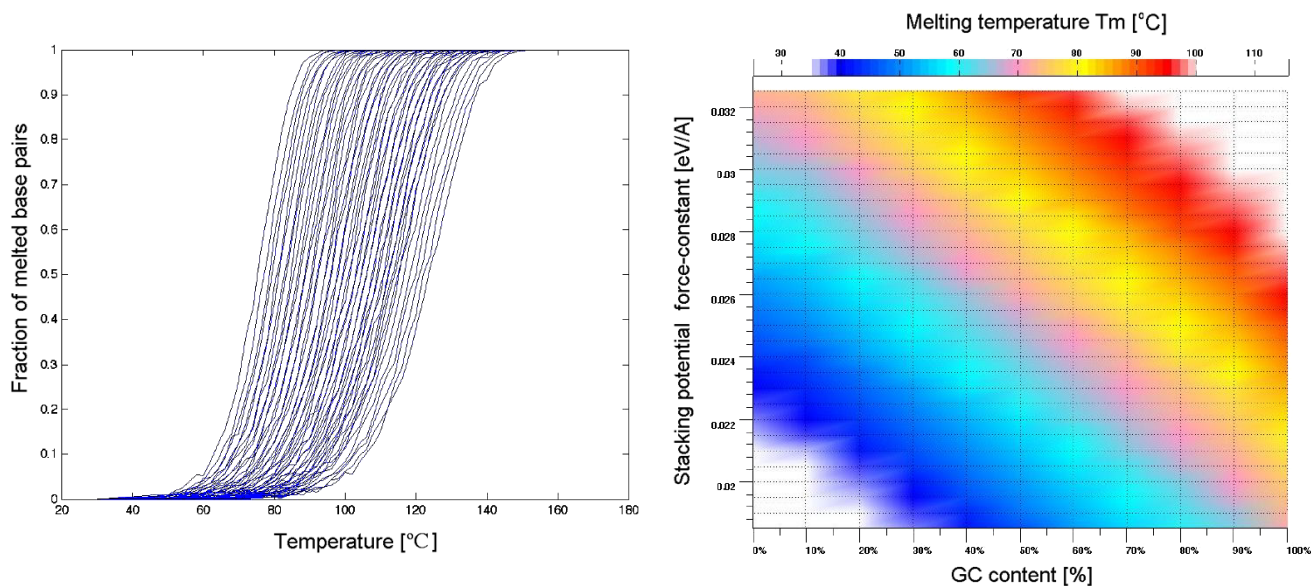 1
0.9
0.8
0.7
0.6
0.5
0.4
0.3
0.2
0.1
0
Fraction of melted base pairs
20 40 60 80 100 120 140 160 180
Temperature [°C]
Melting temperature Tm [°C]
30 40 50 60 70 80 90 100 110
0.032
0.03
0.028
0.026
0.024
0.022
0.02
Stacking potential force-constant [eV/A]
0% 10% 20% 30% 40% 50% 60% 70% 80% 90% 100%
GC content [%]